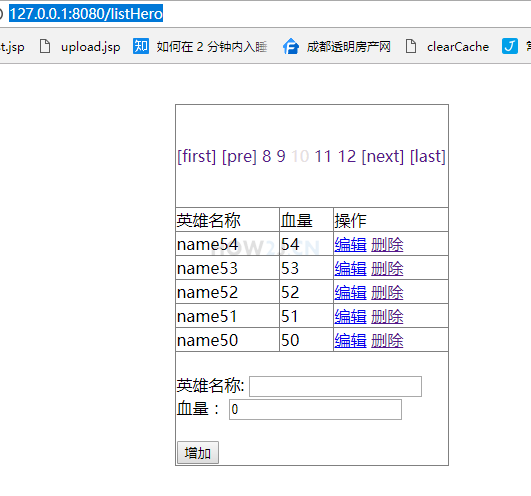 127.0.0.1:8080/listHero
t.jsp upload.jsp 知 如何在 2 分钟内入睡 成都透明房产网 clearCache
[first] [pre] 8 9 10 11 12 [next] [last]
英雄名称 血量 操作
name54 54 编辑 删除
name53 53 编辑 删除
name52 52 编辑 删除
name51 51 编辑 删除
name50 50 编辑 删除
英雄名称:
血量： 0
增加